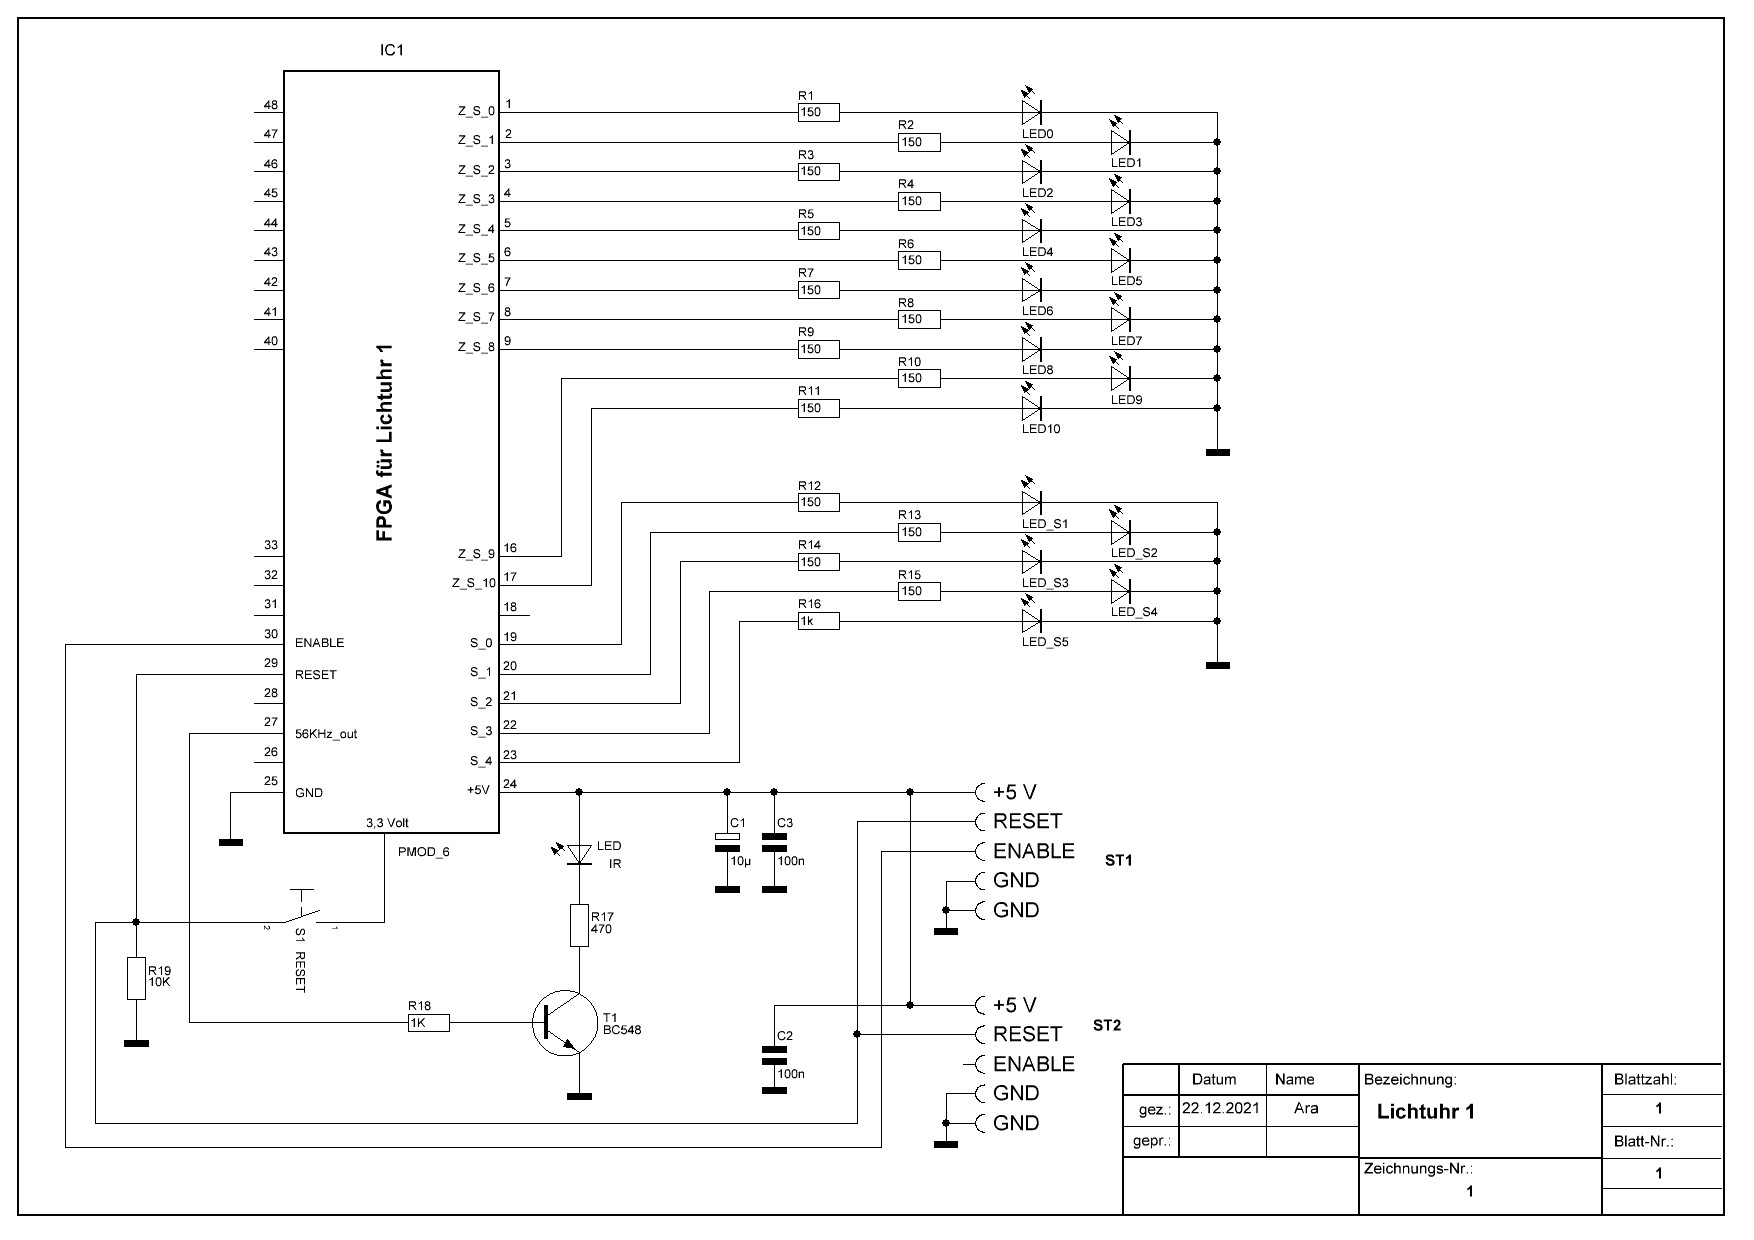 IC1
48
47
46
45
44
43
42
41
40
33
32
31
30 ENABLE
29 RESET
28
27 56KHz_out
26
25 GND
FPGA für Lichtuhr 1
3,3 Volt
PMOD_6
Z_S_0 1
Z_S_1 2
Z_S_2 3
Z_S_3 4
Z_S_4 5
Z_S_5 6
Z_S_6 7
Z_S_7 8
Z_S_8 9
Z_S_9 16
Z_S_10 17
18
S_0 19
S_1 20
S_2 21
S_3 22
S_4 23
+5V 24
R1
150
LED0
R2
150
LED1
R3
150
LED2
R4
150
LED3
R5
150
LED4
R6
150
LED5
R7
150
LED6
R8
150
LED7
R9
150
LED8
R10
150
LED9
R11
150
LED10
R12
150
LED_S1
R13
150
LED_S2
R14
150
LED_S3
R15
150
LED_S4
R16
1k
LED_S5
LED
IR
R17
470
C1
10µ
C3
100n
+5 V
RESET
ENABLE
GND
GND
ST1
2
1
S1 RESET
R19
10K
R18
1K
T1
BC548
C2
100n
+5 V
RESET
ENABLE
GND
GND
ST2
Datum Name Bezeichnung: Blattzahl:
gez.: 22.12.2021 Ara Lichtuhr 1 1
gepr.: Blatt-Nr.:
Zeichnungs-Nr.: 1
1